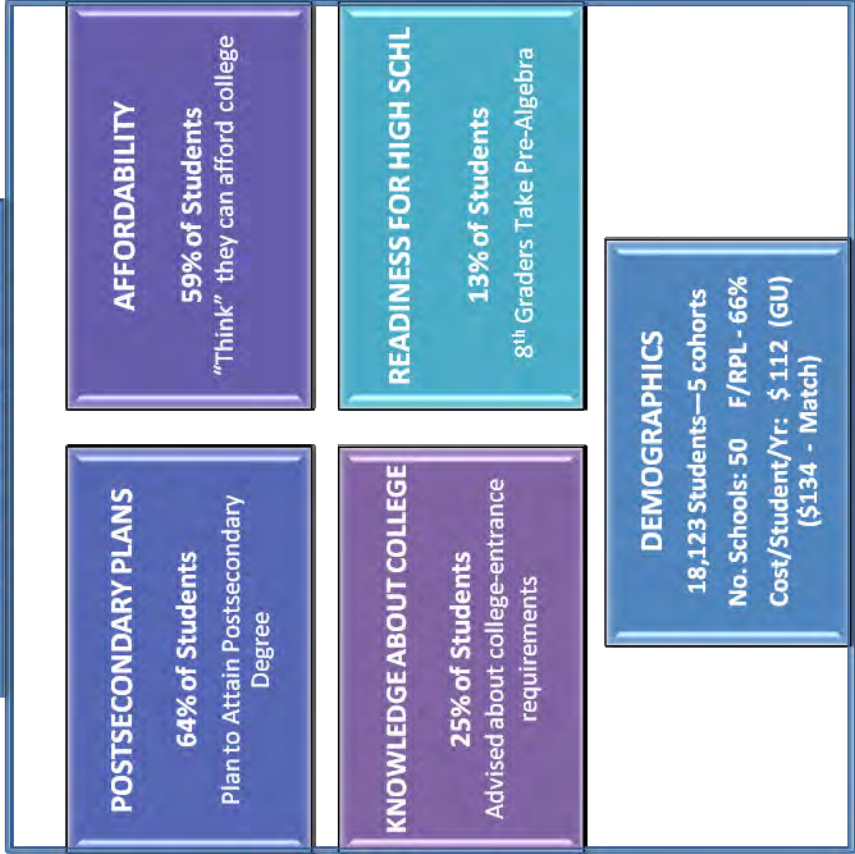 POSTSECONDARY PLANS
64% of Students
Plan to Attain Postsecondary
Degree
AFFORDABILITY
59% of Students
"Think" they can afford college
KNOWLEDGE ABOUT COLLEGE
25% of Students
Advised about college-entrance
requirements
READINESS FOR HIGH SCHL
13% of Students
8th Graders Take Pre-Algebra
DEMOGRAPHICS
18,123 Students—5 cohorts
No. Schools: 50 F/RPL - 66%
Cost/Student/Yr: $ 112 (GU)
($134 - Match)